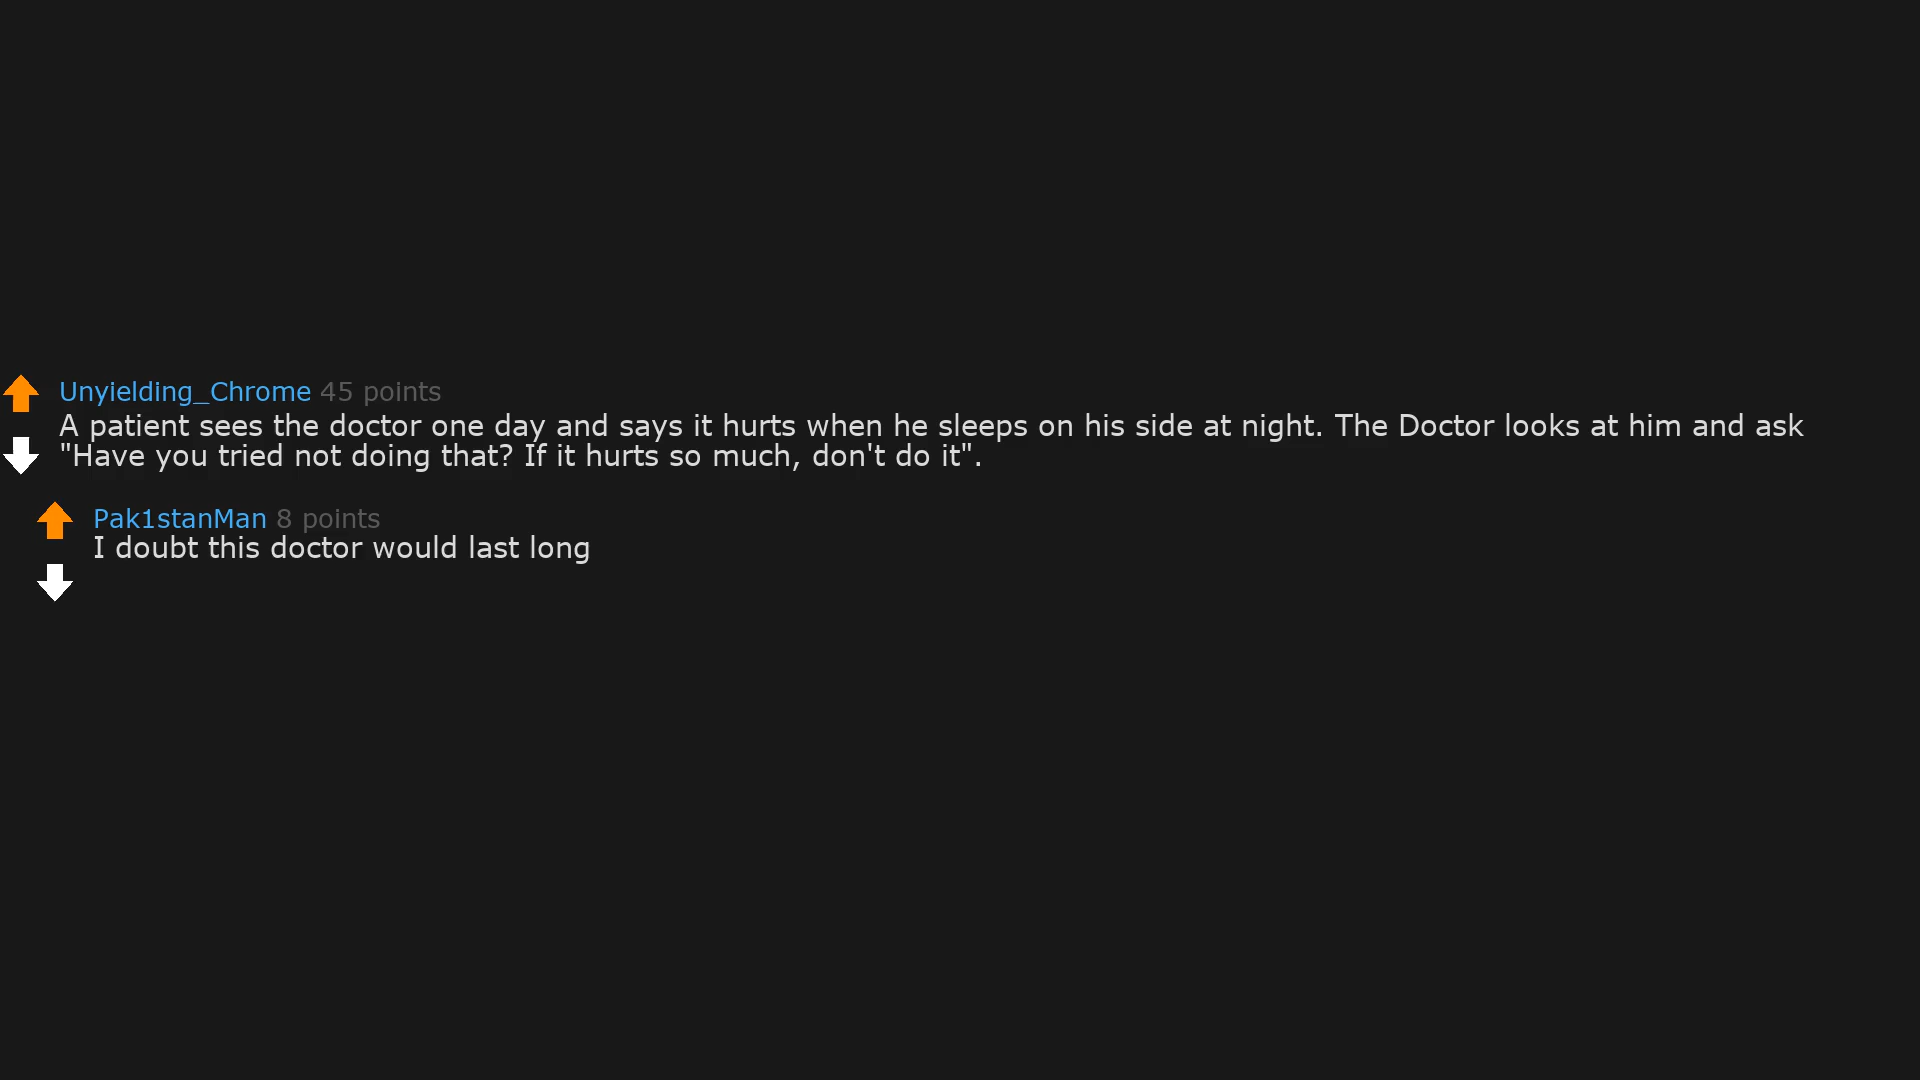 Unyielding_Chrome 45 points
A patient sees the doctor one day and says it hurts when he sleeps on his side at night. The Doctor looks at him and ask
"Have you tried not doing that? If it hurts so much, don't do it".
Pak1stanMan 8 points
I doubt this doctor would last long